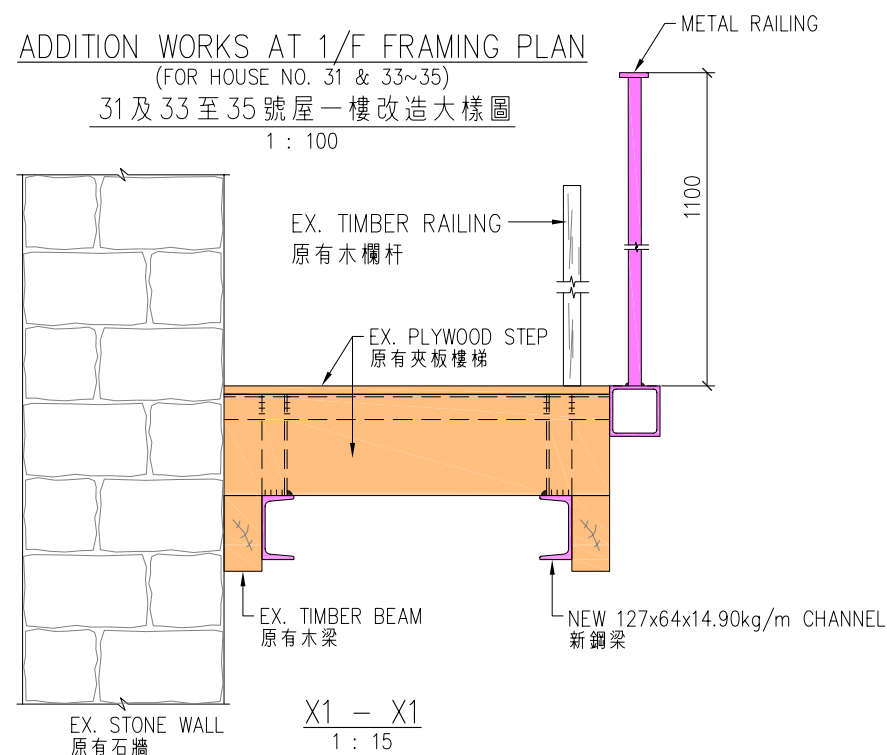 ADDITION WORKS AT 1/F FRAMING PLAN
(FOR HOUSE NO. 31 & 33~35)
31及33至35號屋一樓改造大樣圖
1 : 100
METAL RAILING
1100
EX. TIMBER RAILING
原有木欄杆
EX. PLYWOOD STEP
原有夾板樓梯
EX. TIMBER BEAM
原有木梁
NEW 127x64x14.90kg/m CHANNEL
新鋼梁
EX. STONE WALL
原有石牆
X1 - X1
1 : 15